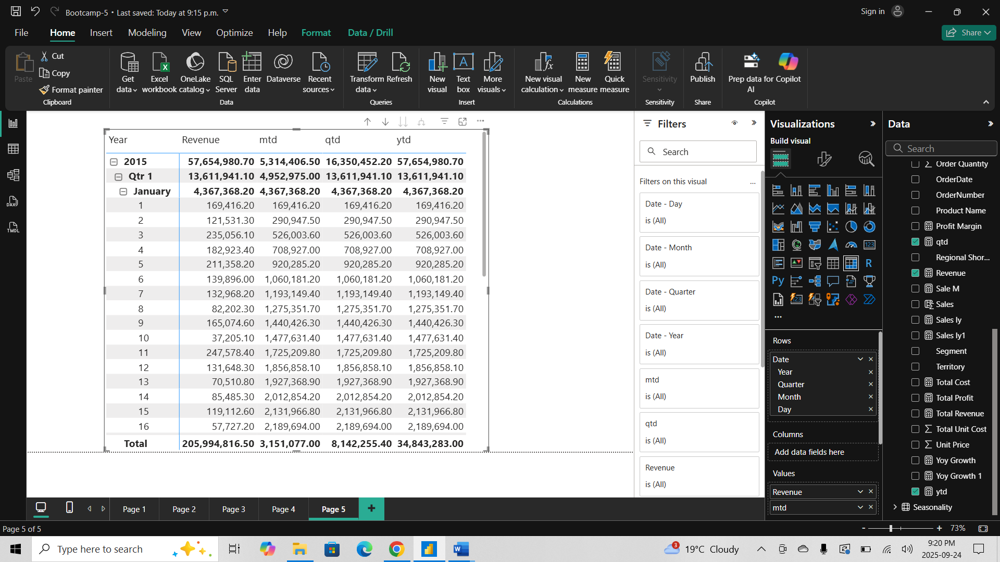 Bootcamp-5 • Last saved: Today at 9:15 p.m.
Sign in
File Home Insert Modeling View Optimize Help Format Data / Drill
Share
Paste
Cut
Copy
Format painter
Clipboard
Get data
Excel workbook
OneLake catalog
SQL Server
Enter data
Dataverse
Recent sources
Data
Transform data
Refresh
Queries
New visual
Text box
More visuals
Insert
New visual calculation
New measure
Quick measure
Calculations
Sensitivity
Sensitivity
Publish
Share
Prep data for AI
Copilot
Copilot
Year Revenue mtd qtd ytd
2015 57,654,980.70 5,314,406.50 16,350,452.20 57,654,980.70
Qtr 1 13,611,941.10 4,952,975.00 13,611,941.10 13,611,941.10
January 4,367,368.20 4,367,368.20 4,367,368.20 4,367,368.20
1 169,416.20 169,416.20 169,416.20 169,416.20
2 121,531.30 290,947.50 290,947.50 290,947.50
3 235,056.10 526,003.60 526,003.60 526,003.60
4 182,923.40 708,927.00 708,927.00 708,927.00
5 211,358.20 920,285.20 920,285.20 920,285.20
6 139,896.00 1,060,181.20 1,060,181.20 1,060,181.20
7 132,968.20 1,193,149.40 1,193,149.40 1,193,149.40
8 82,202.30 1,275,351.70 1,275,351.70 1,275,351.70
9 165,074.60 1,440,426.30 1,440,426.30 1,440,426.30
10 37,205.10 1,477,631.40 1,477,631.40 1,477,631.40
11 247,578.40 1,725,209.80 1,725,209.80 1,725,209.80
12 131,648.30 1,856,858.10 1,856,858.10 1,856,858.10
13 70,510.80 1,927,368.90 1,927,368.90 1,927,368.90
14 85,485.30 2,012,854.20 2,012,854.20 2,012,854.20
15 119,112.60 2,131,966.80 2,131,966.80 2,131,966.80
16 57,727.20 2,189,694.00 2,189,694.00 2,189,694.00
Total 205,994,816.50 3,151,077.00 8,142,255.40 34,843,283.00
Filters
Search
Filters on this visual
Date - Day
is (All)
Date - Month
is (All)
Date - Quarter
is (All)
Date - Year
is (All)
mtd
is (All)
qtd
is (All)
Revenue
is (All)
Visualizations
Build visual
R
Py
123
123
Rows
Date
Year
Quarter
Month
Day
Columns
Add data fields here
Values
Revenue
mtd
Data
Search
Order Quantity
OrderDate
OrderNumber
Product Name
Profit Margin
qtd
Regional Shor...
Revenue
Sale M
Sales
Sales ly
Sales ly1
Segment
Territory
Total Cost
Total Profit
Total Revenue
Total Unit Cost
Unit Price
Yoy Growth
Yoy Growth 1
ytd
Seasonality
DAX
TMDL
Page 1 Page 2 Page 3 Page 4 Page 5 +
Page 5 of 5
- + 73%
Type here to search
3
19°C Cloudy
9:20 PM
2025-09-24